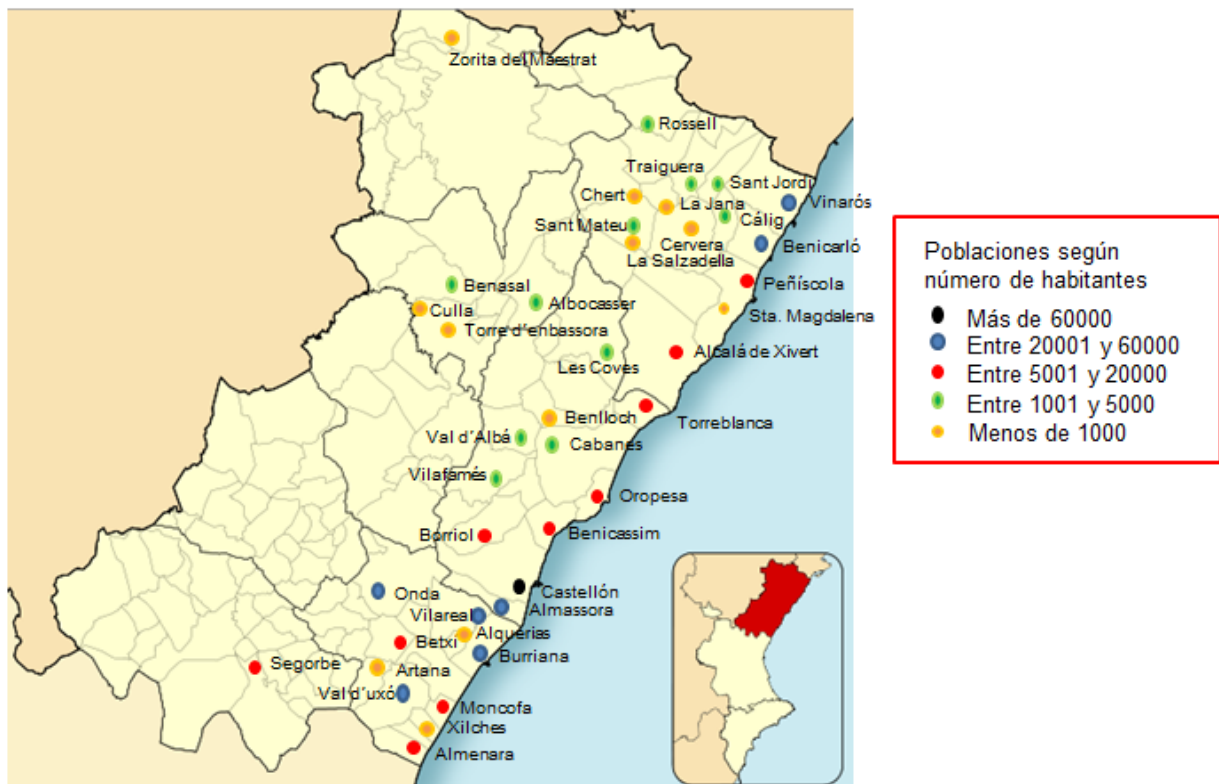 Zorita del Maestrat
Rossell
Traiguera
Sant Jordi
Chert
La Jana
Vinarós
Sant Mateu
Cálig
Cervera
Benicarló
La Salzadella
Benasal
Peñíscola
Albocasser
Culla
Sta. Magdalena
Torre d'enbassora
Alcalá de Xivert
Les Coves
Benlloch
Torreblanca
Val d´Albá
Cabanes
Vilafamés
Oropesa
Borriol
Benicassim
Castellón
Onda
Almassora
Vilareal
Alquerias
Betxi
Burriana
Segorbe
Artana
Val d´uxó
Moncofa
Xilches
Almenara
Poblaciones según
número de habitantes
Más de 60000
Entre 20001 y 60000
Entre 5001 y 20000
Entre 1001 y 5000
Menos de 1000